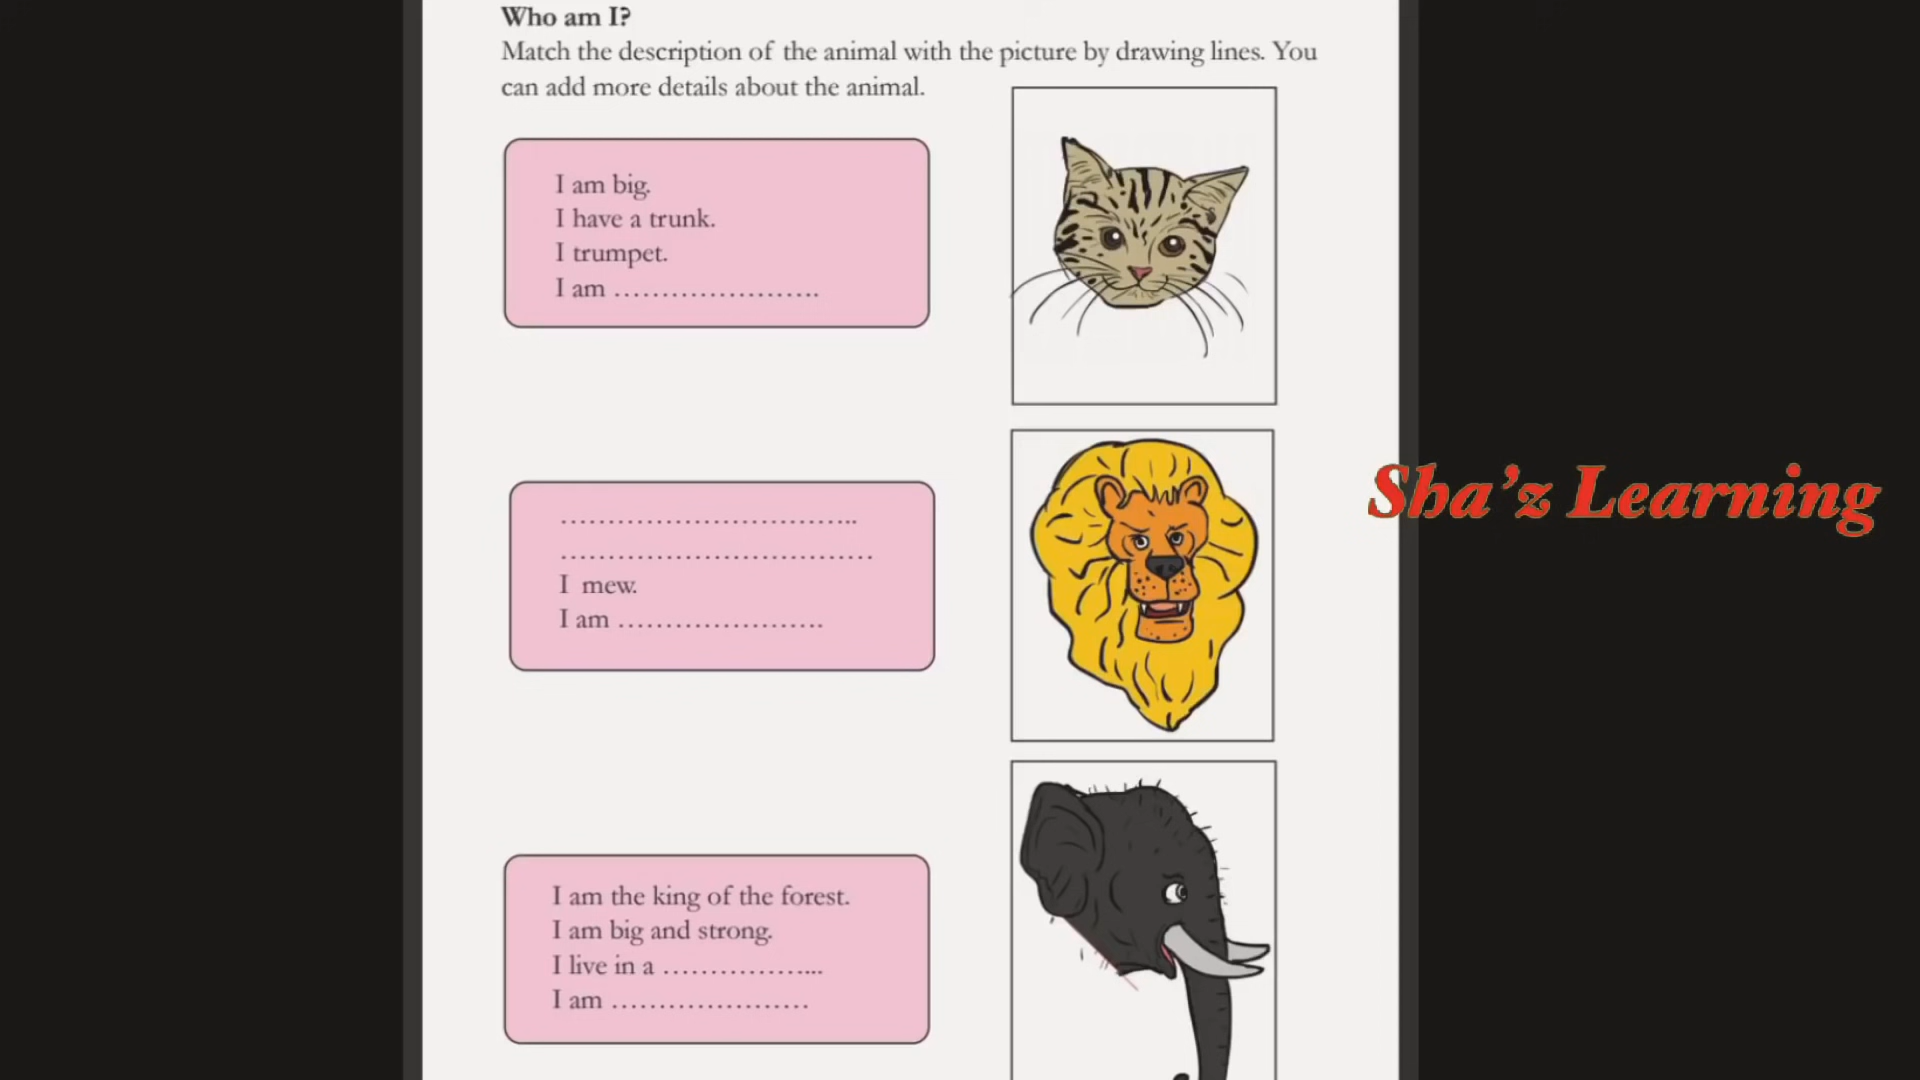 Who am I?
Match the description of the animal with the picture by drawing lines. You
can add more details about the animal.
I am big.
I have a trunk.
I trumpet.
I am ………………….…..
…………………………..
……………………………
I mew.
I am …………………….
Sha’z Learning
I am the king of the forest.
I am big and strong.
I live in a ……………...
I am …………………